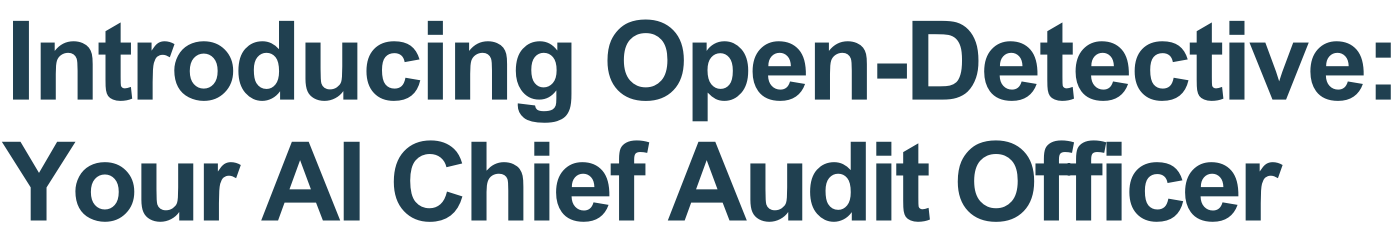 Introducing Open-Detective:
Your AI Chief Audit Officer